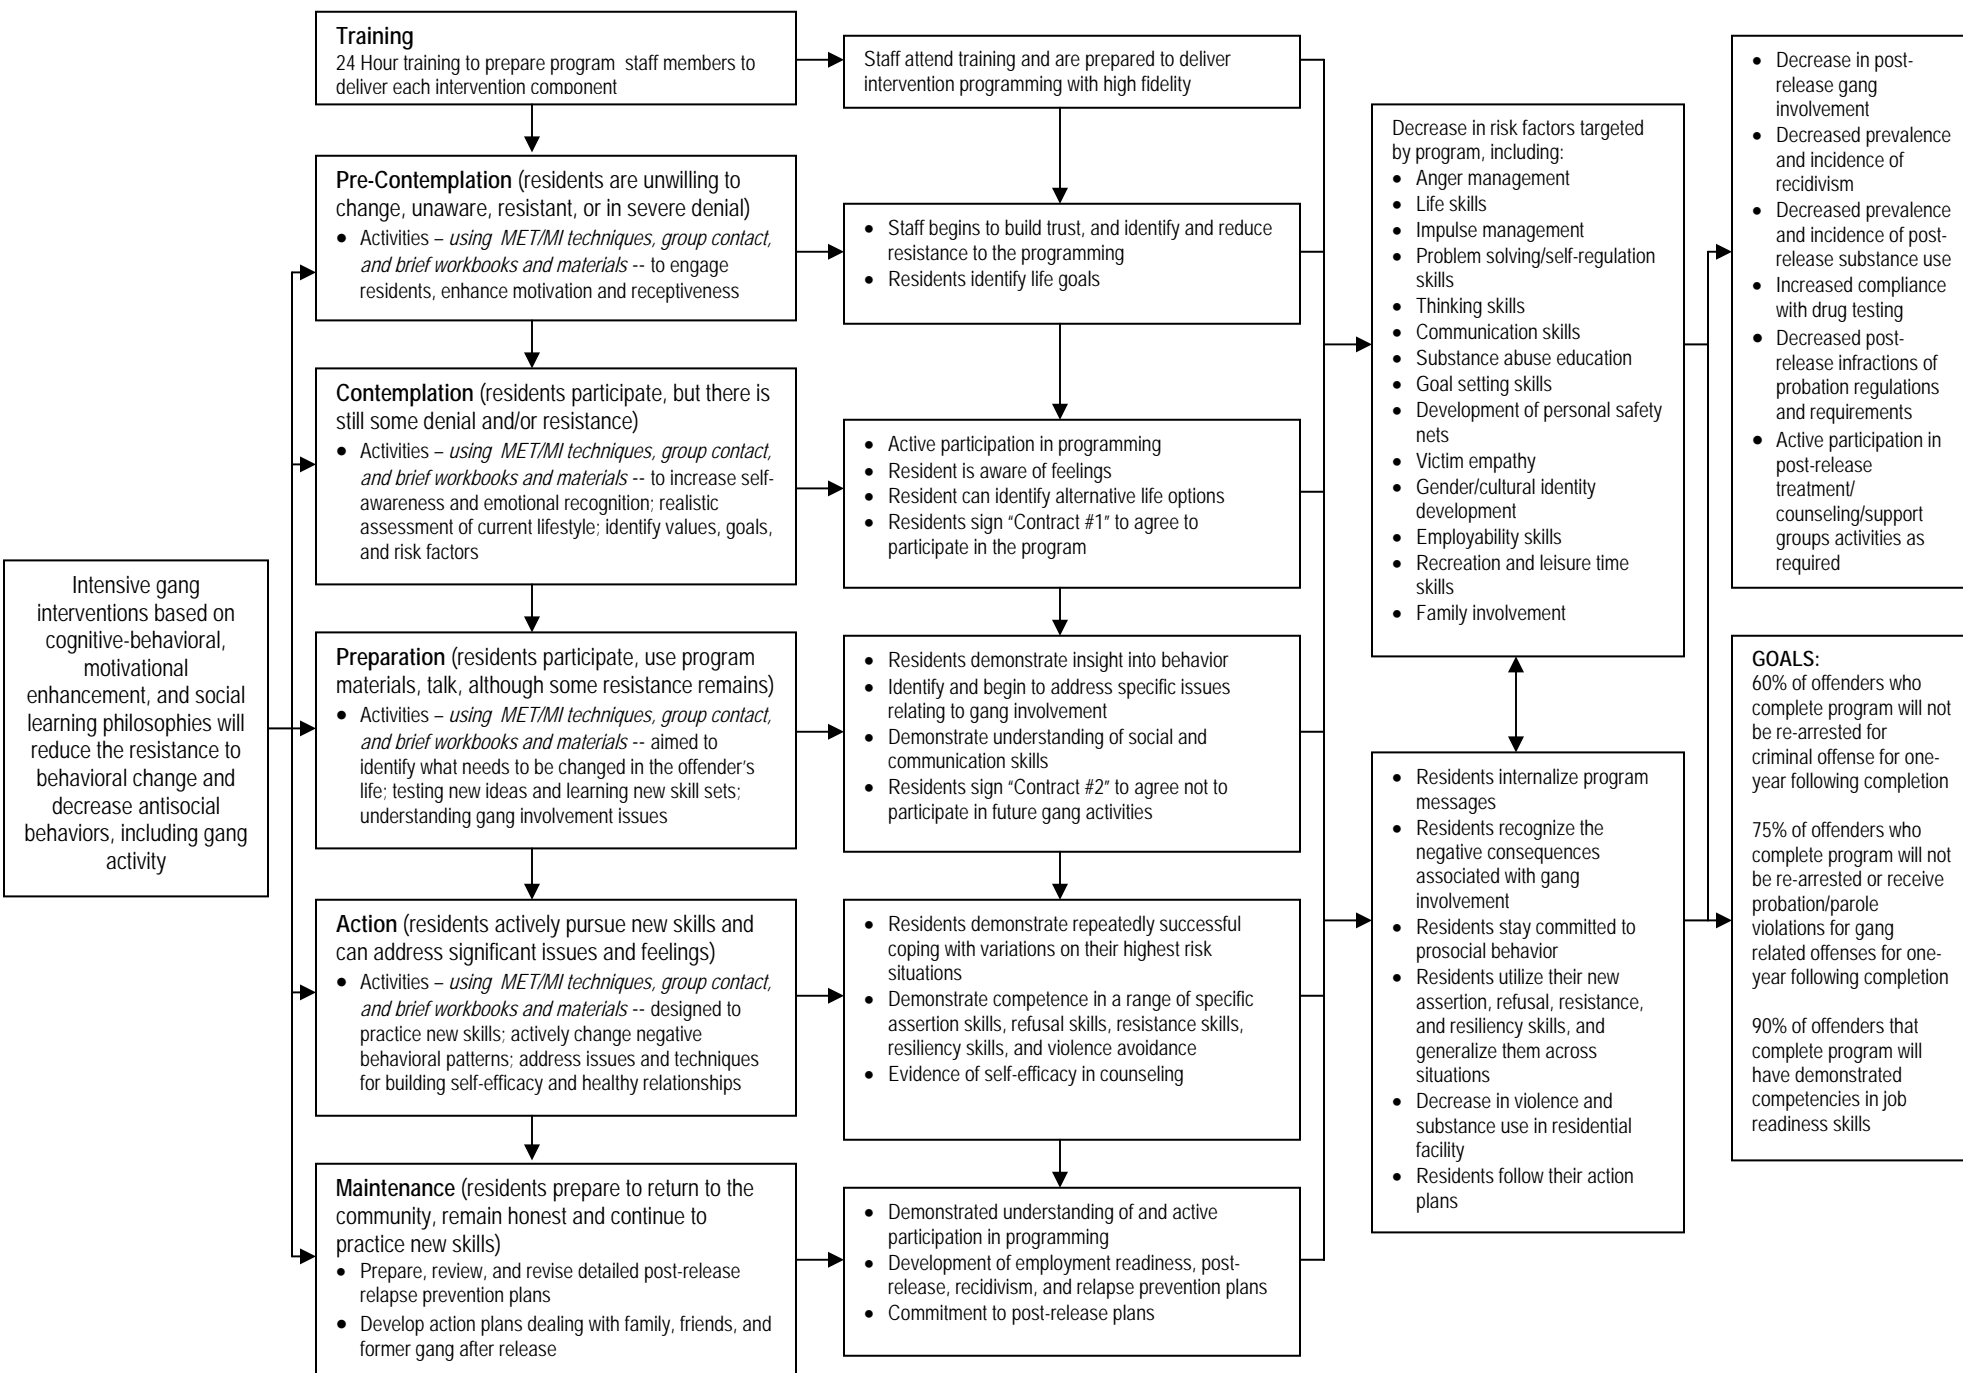 Intensive gang
interventions based on
cognitive-behavioral,
motivational
enhancement, and social
learning philosophies will
reduce the resistance to
behavioral change and
decrease antisocial
behaviors, including gang
activity
Training
24 Hour training to prepare program staff members to
deliver each intervention component
Pre-Contemplation (residents are unwilling to
change, unaware, resistant, or in severe denial)
• Activities – using MET/MI techniques, group contact,
and brief workbooks and materials -- to engage
residents, enhance motivation and receptiveness
Contemplation (residents participate, but there is
still some denial and/or resistance)
• Activities – using MET/MI techniques, group contact,
and brief workbooks and materials -- to increase self-
awareness and emotional recognition; realistic
assessment of current lifestyle; identify values, goals,
and risk factors
Preparation (residents participate, use program
materials, talk, although some resistance remains)
• Activities – using MET/MI techniques, group contact,
and brief workbooks and materials -- aimed to
identify what needs to be changed in the offender's
life; testing new ideas and learning new skill sets;
understanding gang involvement issues
Action (residents actively pursue new skills and
can address significant issues and feelings)
• Activities – using MET/MI techniques, group contact,
and brief workbooks and materials -- designed to
practice new skills; actively change negative
behavioral patterns; address issues and techniques
for building self-efficacy and healthy relationships
Maintenance (residents prepare to return to the
community, remain honest and continue to
practice new skills)
• Prepare, review, and revise detailed post-release
relapse prevention plans
• Develop action plans dealing with family, friends, and
former gang after release
Staff attend training and are prepared to deliver
intervention programming with high fidelity
• Staff begins to build trust, and identify and reduce
resistance to the programming
• Residents identify life goals
• Active participation in programming
• Resident is aware of feelings
• Resident can identify alternative life options
• Residents sign "Contract #1" to agree to
participate in the program
• Residents demonstrate insight into behavior
• Identify and begin to address specific issues
relating to gang involvement
• Demonstrate understanding of social and
communication skills
• Residents sign "Contract #2" to agree not to
participate in future gang activities
• Residents demonstrate repeatedly successful
coping with variations on their highest risk
situations
• Demonstrate competence in a range of specific
assertion skills, refusal skills, resistance skills,
resiliency skills, and violence avoidance
• Evidence of self-efficacy in counseling
• Demonstrated understanding of and active
participation in programming
• Development of employment readiness, post-
release, recidivism, and relapse prevention plans
• Commitment to post-release plans
Decrease in risk factors targeted
by program, including:
• Anger management
• Life skills
• Impulse management
• Problem solving/self-regulation
skills
• Thinking skills
• Communication skills
• Substance abuse education
• Goal setting skills
• Development of personal safety
nets
• Victim empathy
• Gender/cultural identity
development
• Employability skills
• Recreation and leisure time
skills
• Family involvement
• Residents internalize program
messages
• Residents recognize the
negative consequences
associated with gang
involvement
• Residents stay committed to
prosocial behavior
• Residents utilize their new
assertion, refusal, resistance,
and resiliency skills, and
generalize them across
situations
• Decrease in violence and
substance use in residential
facility
• Residents follow their action
plans
• Decrease in post-
release gang
involvement
• Decreased prevalence
and incidence of
recidivism
• Decreased prevalence
and incidence of post-
release substance use
• Increased compliance
with drug testing
• Decreased post-
release infractions of
probation regulations
and requirements
• Active participation in
post-release
treatment/
counseling/support
groups activities as
required
GOALS:
60% of offenders who
complete program will not
be re-arrested for
criminal offense for one-
year following completion
75% of offenders who
complete program will not
be re-arrested or receive
probation/parole
violations for gang
related offenses for one-
year following completion
90% of offenders that
complete program will
have demonstrated
competencies in job
readiness skills